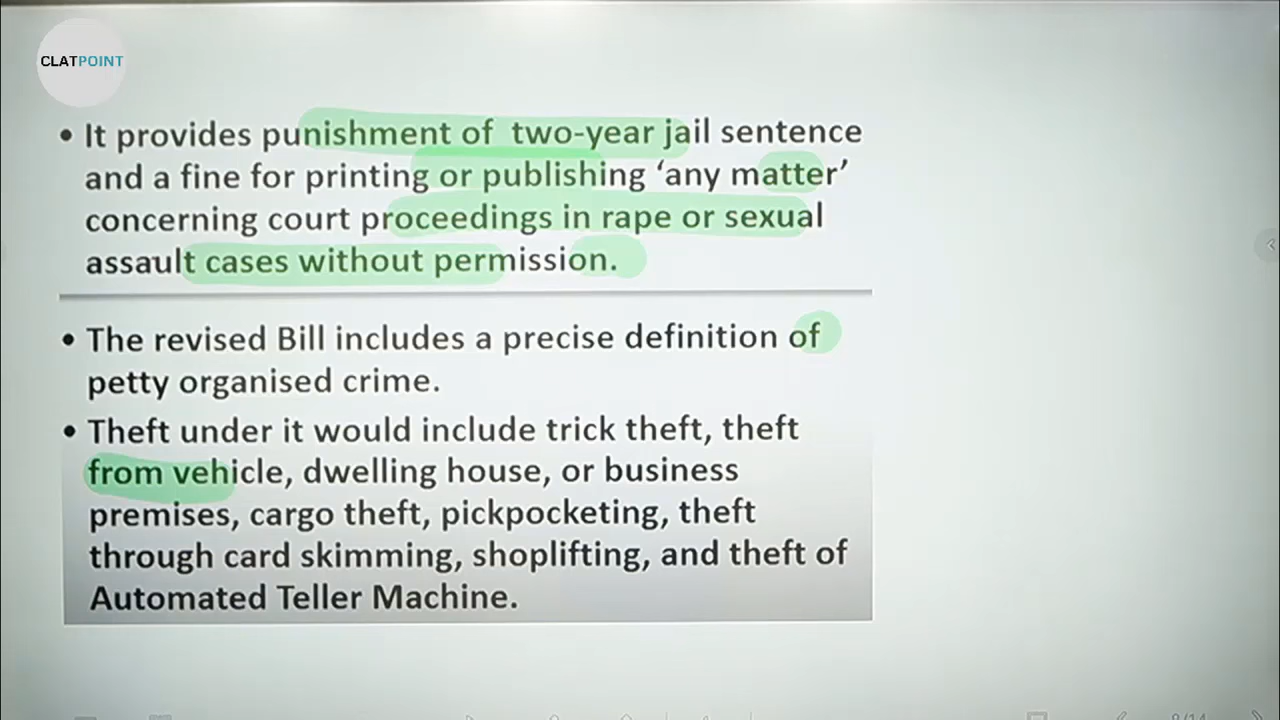 CLATPOINT
• It provides punishment of two-year jail sentence
and a fine for printing or publishing ‘any matter’
concerning court proceedings in rape or sexual
assault cases without permission.
• The revised Bill includes a precise definition of
petty organised crime.
• Theft under it would include trick theft, theft
from vehicle, dwelling house, or business
premises, cargo theft, pickpocketing, theft
through card skimming, shoplifting, and theft of
Automated Teller Machine.